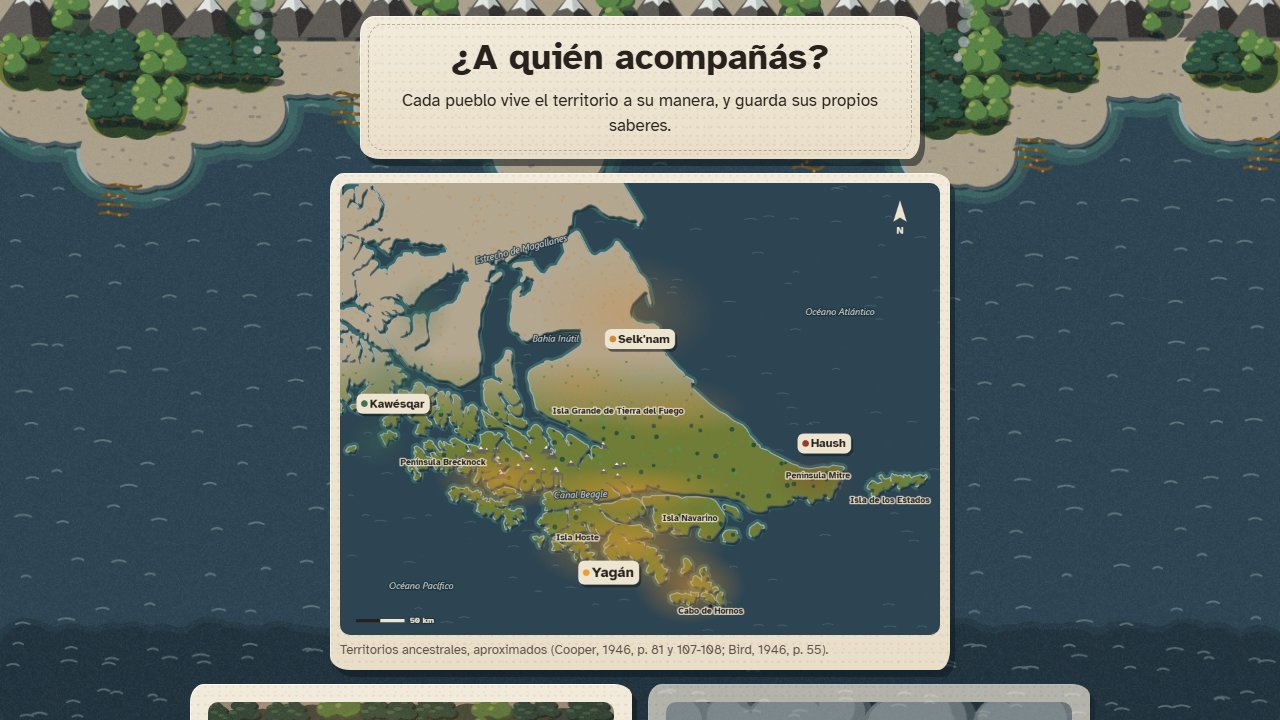 ¿A quién acompañás?
Cada pueblo vive el territorio a su manera, y guarda sus propios
saberes.
N
Estrecho de Magallanes
Océano Atlántico
Bahía Inútil
Selk'nam
Kawésqar
Isla Grande de Tierra del Fuego
Haush
Península Brecknock
Península Mitre
Canal Beagle
Isla de los Estados
Isla Navarino
Isla Hoste
Yagán
Océano Pacífico
Cabo de Hornos
50 km
Territorios ancestrales, aproximados (Cooper, 1946, p. 81 y 107-108; Bird, 1946, p. 55).